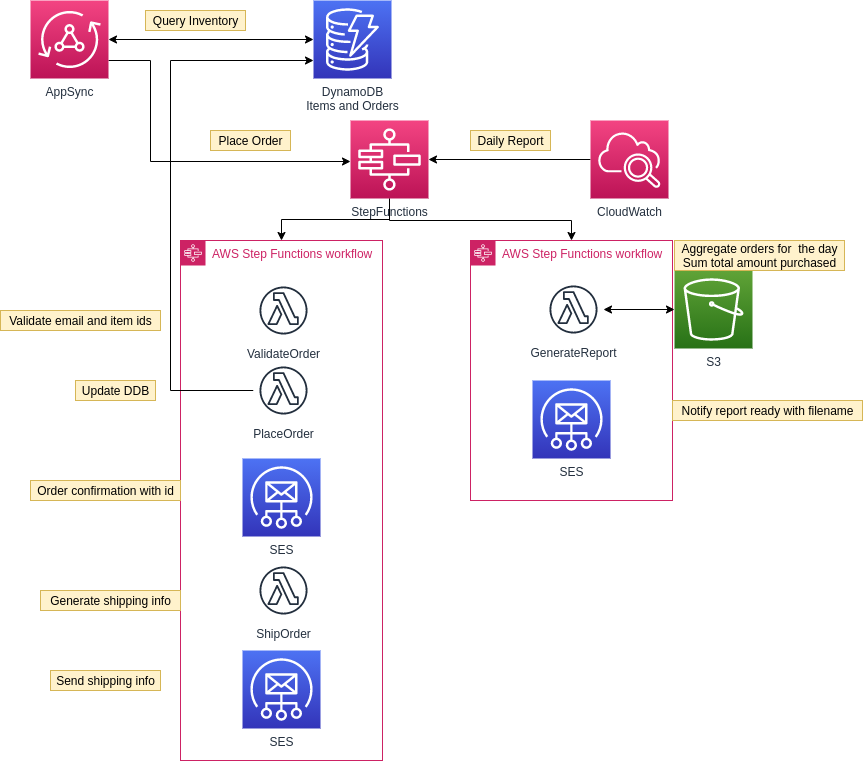 Query Inventory
AppSync
DynamoDB
Items and Orders
Place Order
Daily Report
StepFunctions
CloudWatch
AWS Step Functions workflow
AWS Step Functions workflow
Aggregate orders for  the day
Sum total amount purchased
Validate email and item ids
ValidateOrder
GenerateReport
S3
Update DDB
PlaceOrder
Notify report ready with filename
SES
Order confirmation with id
SES
Generate shipping info
ShipOrder
Send shipping info
SES